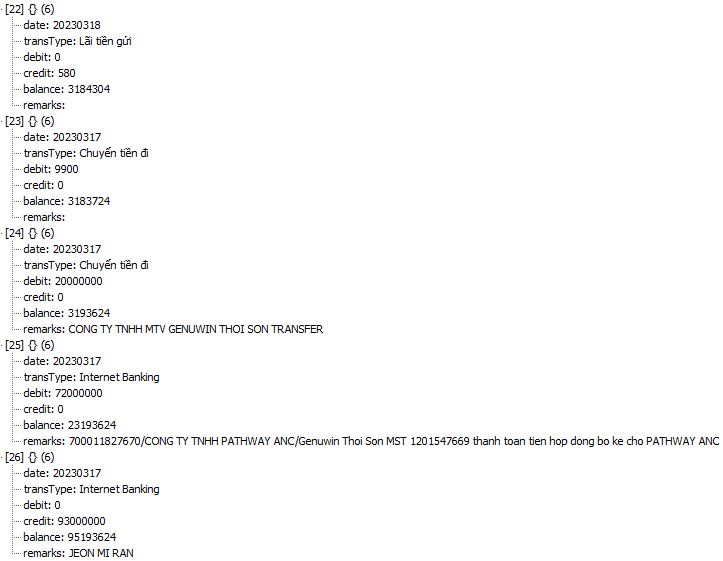 [22] {} (6)
date: 20230318
transType: Lãi tiền gửi
debit: 0
credit: 580
balance: 3184304
remarks:
[23] {} (6)
date: 20230317
transType: Chuyển tiền đi
debit: 9900
credit: 0
balance: 3183724
remarks:
[24] {} (6)
date: 20230317
transType: Chuyển tiền đi
debit: 20000000
credit: 0
balance: 3193624
remarks: CONG TY TNHH MTV GENUWIN THOI SON TRANSFER
[25] {} (6)
date: 20230317
transType: Internet Banking
debit: 72000000
credit: 0
balance: 23193624
remarks: 700011827670/CONG TY TNHH PATHWAY ANC/Genuwin Thoi Son MST 1201547669 thanh toan tien hop dong bo ke cho PATHWAY ANC
[26] {} (6)
date: 20230317
transType: Internet Banking
debit: 0
credit: 93000000
balance: 95193624
remarks: JEON MI RAN